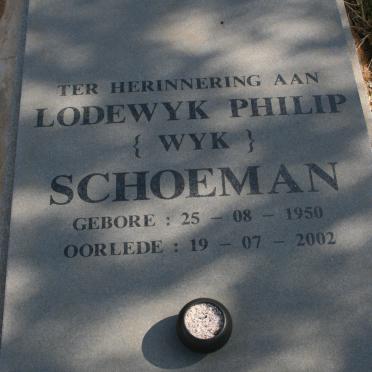 TER HERINNERING AAN
LODEWYK PHILIP
{ WYK }
SCHOEMAN
GEBORE : 25 – 08 – 1950
OORLEDE : 19 – 07 – 2002